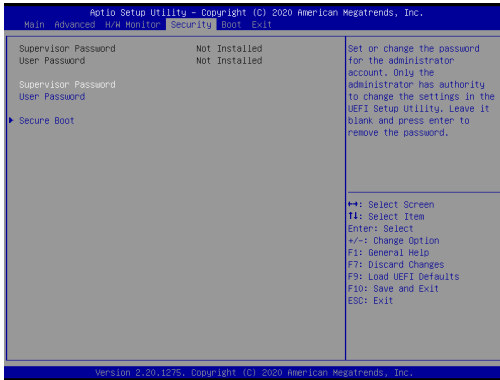 Aptio Setup Utility – Copyright (C) 2020 American Megatrends, Inc.
Main Advanced H/W Monitor Security Boot Exit
Supervisor Password Not Installed
User Password Not Installed
Supervisor Password
User Password
Secure Boot
Set or change the password
for the administrator
account. Only the
administrator has authority
to change the settings in the
UEFI Setup Utility. Leave it
blank and press enter to
remove the password.
↔: Select Screen
↑↓: Select Item
Enter: Select
+/-: Change Option
F1: General Help
F7: Discard Changes
F9: Load UEFI Defaults
F10: Save and Exit
ESC: Exit
Version 2.20.1275. Copyright (C) 2020 American Megatrends, Inc.